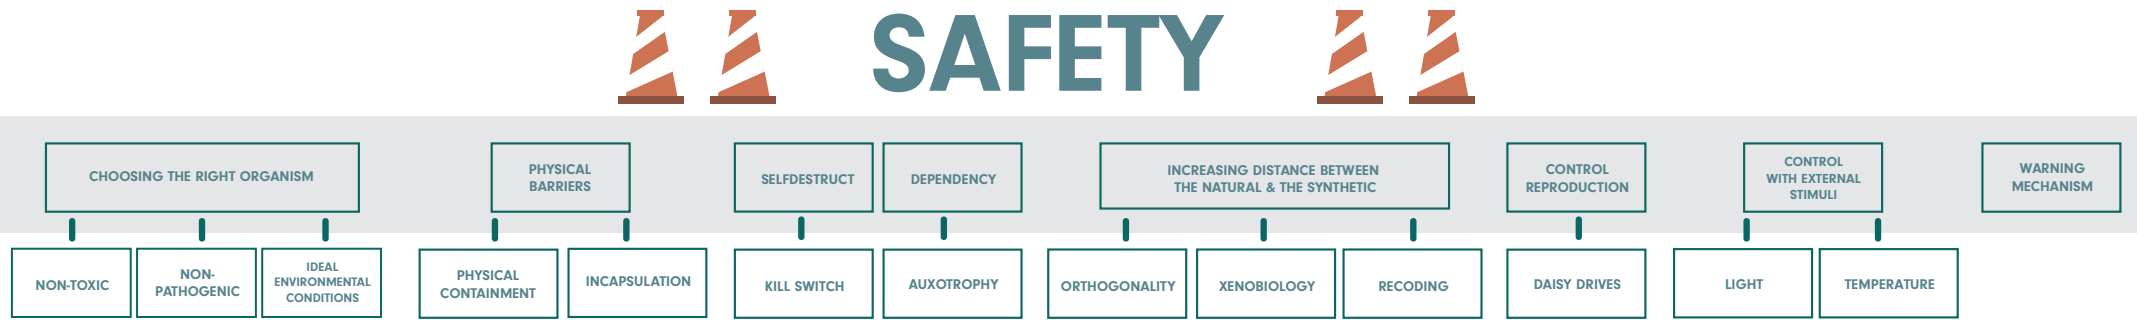 SAFETY
CHOOSING THE RIGHT ORGANISM
PHYSICAL
BARRIERS
SELFDESTRUCT
DEPENDENCY
INCREASING DISTANCE BETWEEN
THE NATURAL & THE SYNTHETIC
CONTROL
REPRODUCTION
CONTROL
WITH EXTERNAL
STIMULI
WARNING
MECHANISM
NON-TOXIC
NON-
PATHOGENIC
IDEAL
ENVIRONMENTAL
CONDITIONS
PHYSICAL
CONTAINMENT
INCAPSULATION
KILL SWITCH
AUXOTROPHY
ORTHOGONALITY
XENOBIOLOGY
RECODING
DAISY DRIVES
LIGHT
TEMPERATURE